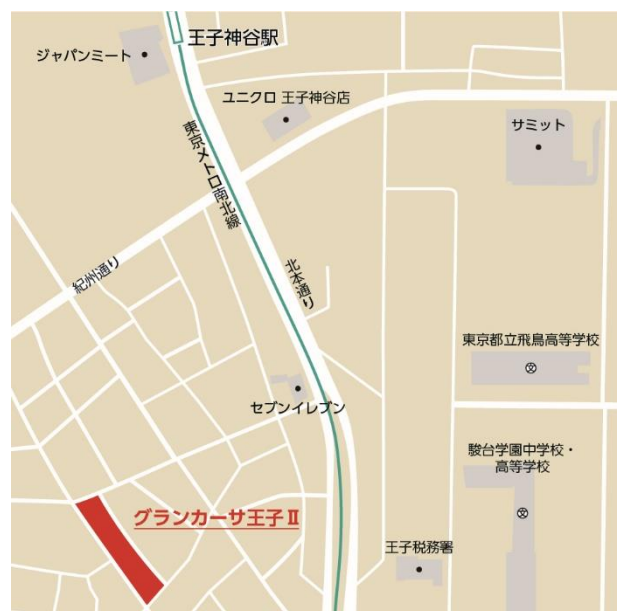 王子神谷駅
ジャパンミート
ユニクロ 王子神谷店
サミット
東京メトロ南北線
紀州通り
北本通り
東京都立飛鳥高等学校
セブンイレブン
駿台学園中学校・
高等学校
グランカーサ王子Ⅱ
王子税務署
文
文